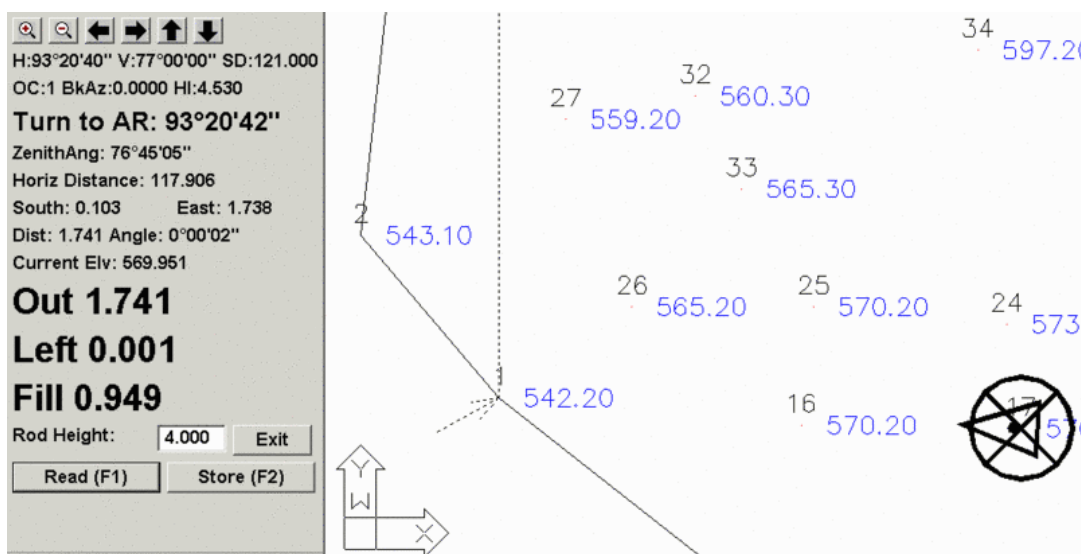 H:93°20'40" V:77°00'00" SD:121.000
OC:1 BkAz:0.0000 HI:4.530
Turn to AR: 93°20'42"
ZenithAng: 76°45'05"
Horiz Distance: 117.906
South: 0.103 East: 1.738
Dist: 1.741 Angle: 0°00'02"
Current Elv: 569.951
Out 1.741
Left 0.001
Fill 0.949
Rod Height: 4.000 Exit
Read (F1) Store (F2)
34
597.20
32
27
560.30
559.20
33
565.30
2
543.10
26 25
24
565.20 570.20
573
1
542.20
16 17
570.20
Y
W
X